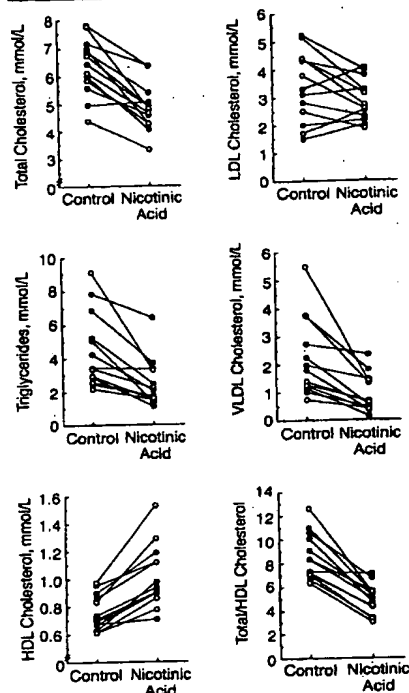 Total Cholesterol, mmol/L
8
7
6
5
4
3
0
Control Nicotinic
Acid
LDL Cholesterol, mmol/L
6
5
4
3
2
1
0
Control Nicotinic
Acid
Triglycerides, mmol/L
10
8
6
4
2
0
Control Nicotinic
Acid
VLDL Cholesterol, mmol/L
6
5
4
3
2
1
0
Control Nicotinic
Acid
HDL Cholesterol, mmol/L
1.6
1.4
1.2
1.0
0.8
0.6
0
Control Nicotinic
Acid
Total/HDL Cholesterol
14
12
10
8
6
4
2
0
Control Nicotinic
Acid